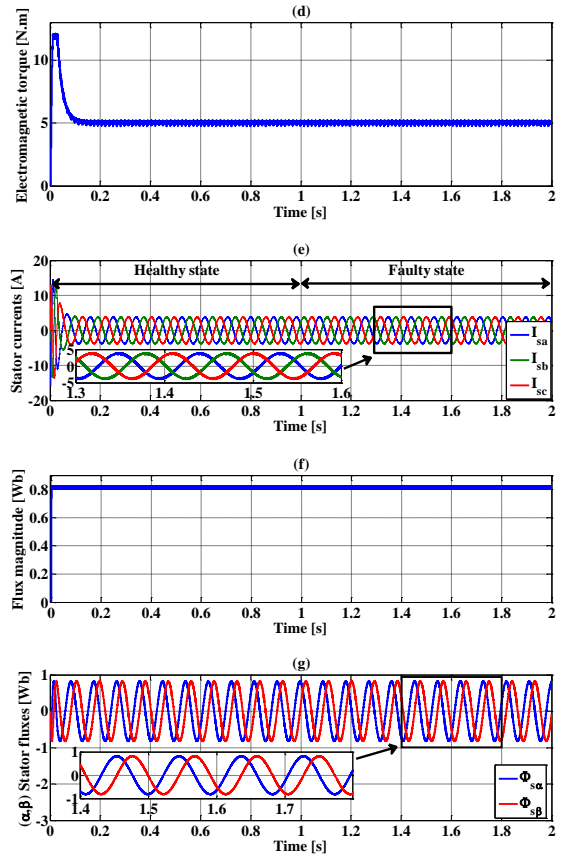 (d)
Electromagnetic torque [N.m]
10
5
0
0 0.2 0.4 0.6 0.8 1 1.2 1.4 1.6 1.8 2
Time [s]
(e)
Stator currents [A]
Healthy state Faulty state
20
10
0
-10
-20
5
0
-5
1.3 1.4 1.5 1.6
I sa
I sb
I sc
0 0.2 0.4 0.6 0.8 1 1.2 1.4 1.6 1.8 2
Time [s]
(f)
Flux magnitude [Wb]
0.8
0.6
0.4
0.2
0
0 0.2 0.4 0.6 0.8 1 1.2 1.4 1.6 1.8 2
Time [s]
(g)
(α,β) Stator fluxes [Wb]
1
0
-1
-2
-3
1
0
-1
1.4 1.5 1.6 1.7
Φ sα
Φ sβ
0 0.2 0.4 0.6 0.8 1 1.2 1.4 1.6 1.8 2
Time [s]